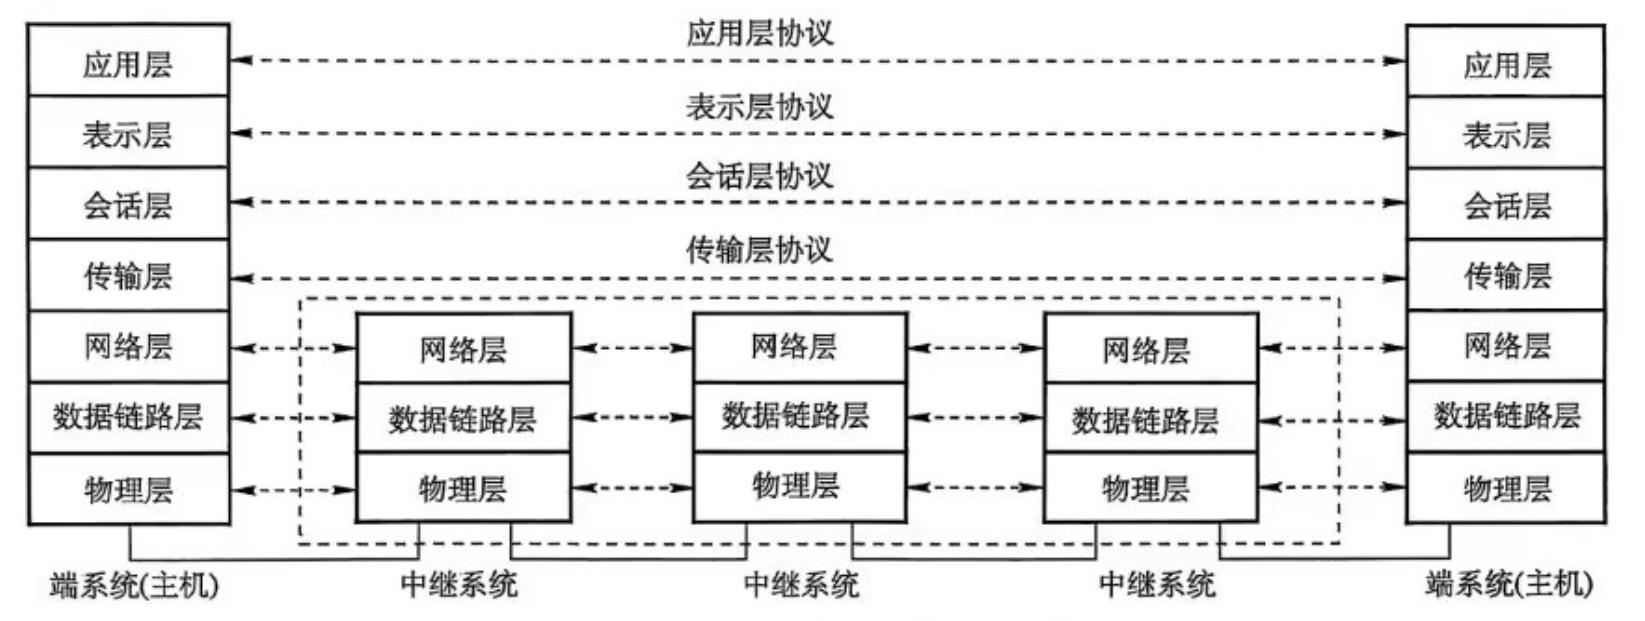 应用层协议
应用层
应用层
表示层协议
表示层
表示层
会话层协议
会话层
会话层
传输层协议
传输层
传输层
网络层
网络层
网络层
网络层
网络层
数据链路层
数据链路层
数据链路层
数据链路层
数据链路层
物理层
物理层
物理层
物理层
物理层
端系统(主机)
中继系统
中继系统
中继系统
端系统(主机)